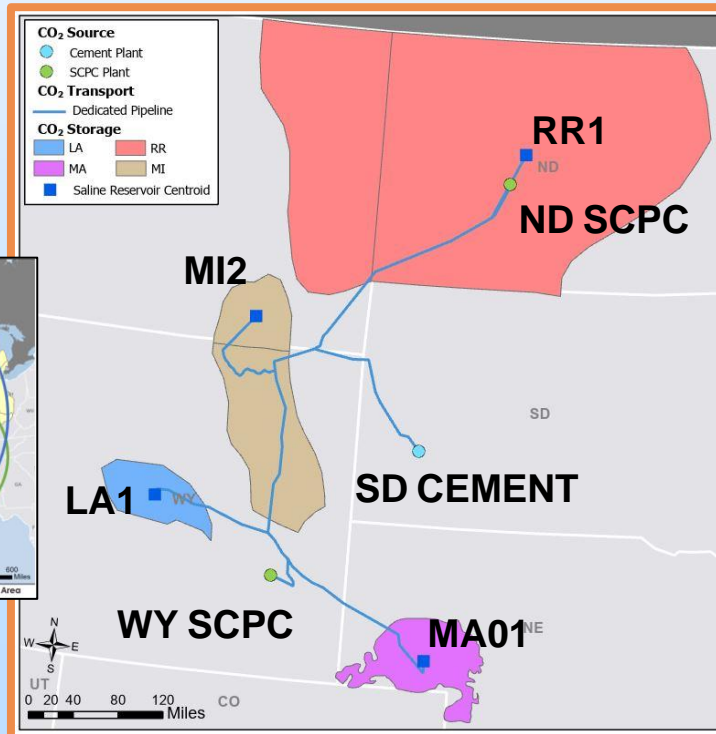 CO₂ Source
Cement Plant
SCPC Plant
CO₂ Transport
Dedicated Pipeline
CO₂ Storage
LA RR
MA MI
Saline Reservoir Centroid
RR1
ND
ND SCPC
MI2
SD
SD CEMENT
LA1
WY
WY SCPC
MA01
NE
N
W E
S
UT
CO
0 20 40 80 120
Miles
600
Miles
Area